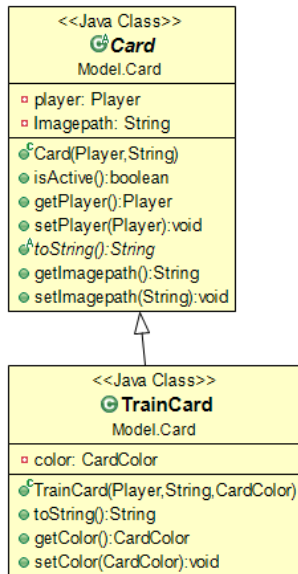 <<Java Class>>
Card
Model.Card
player: Player
Imagepath: String
Card(Player,String)
isActive():boolean
getPlayer():Player
setPlayer(Player):void
toString():String
getImagepath():String
setImagepath(String):void
<<Java Class>>
TrainCard
Model.Card
color: CardColor
TrainCard(Player,String,CardColor)
toString():String
getColor():CardColor
setColor(CardColor):void